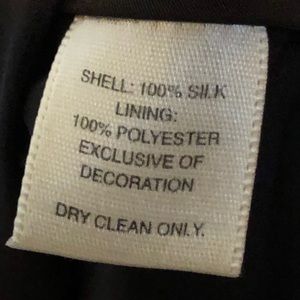 SHELL: 100% SILK
LINING:
100% POLYESTER
EXCLUSIVE OF
DECORATION
DRY CLEAN ONLY.